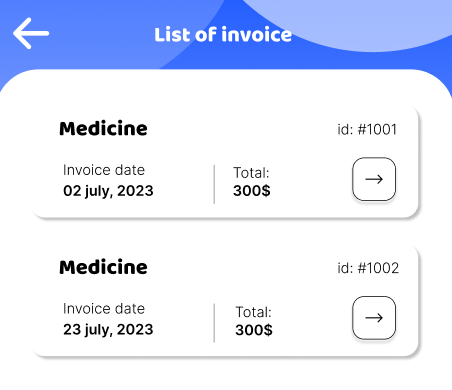 List of invoice
Medicine id: #1001
Invoice date Total:
02 july, 2023 300$
Medicine id: #1002
Invoice date Total:
23 july, 2023 300$